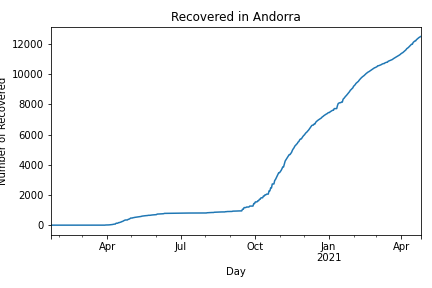 Recovered in Andorra
Number of Recovered
12000
10000
8000
6000
4000
2000
0
Apr
Jul
Oct
Jan
2021
Apr
Day